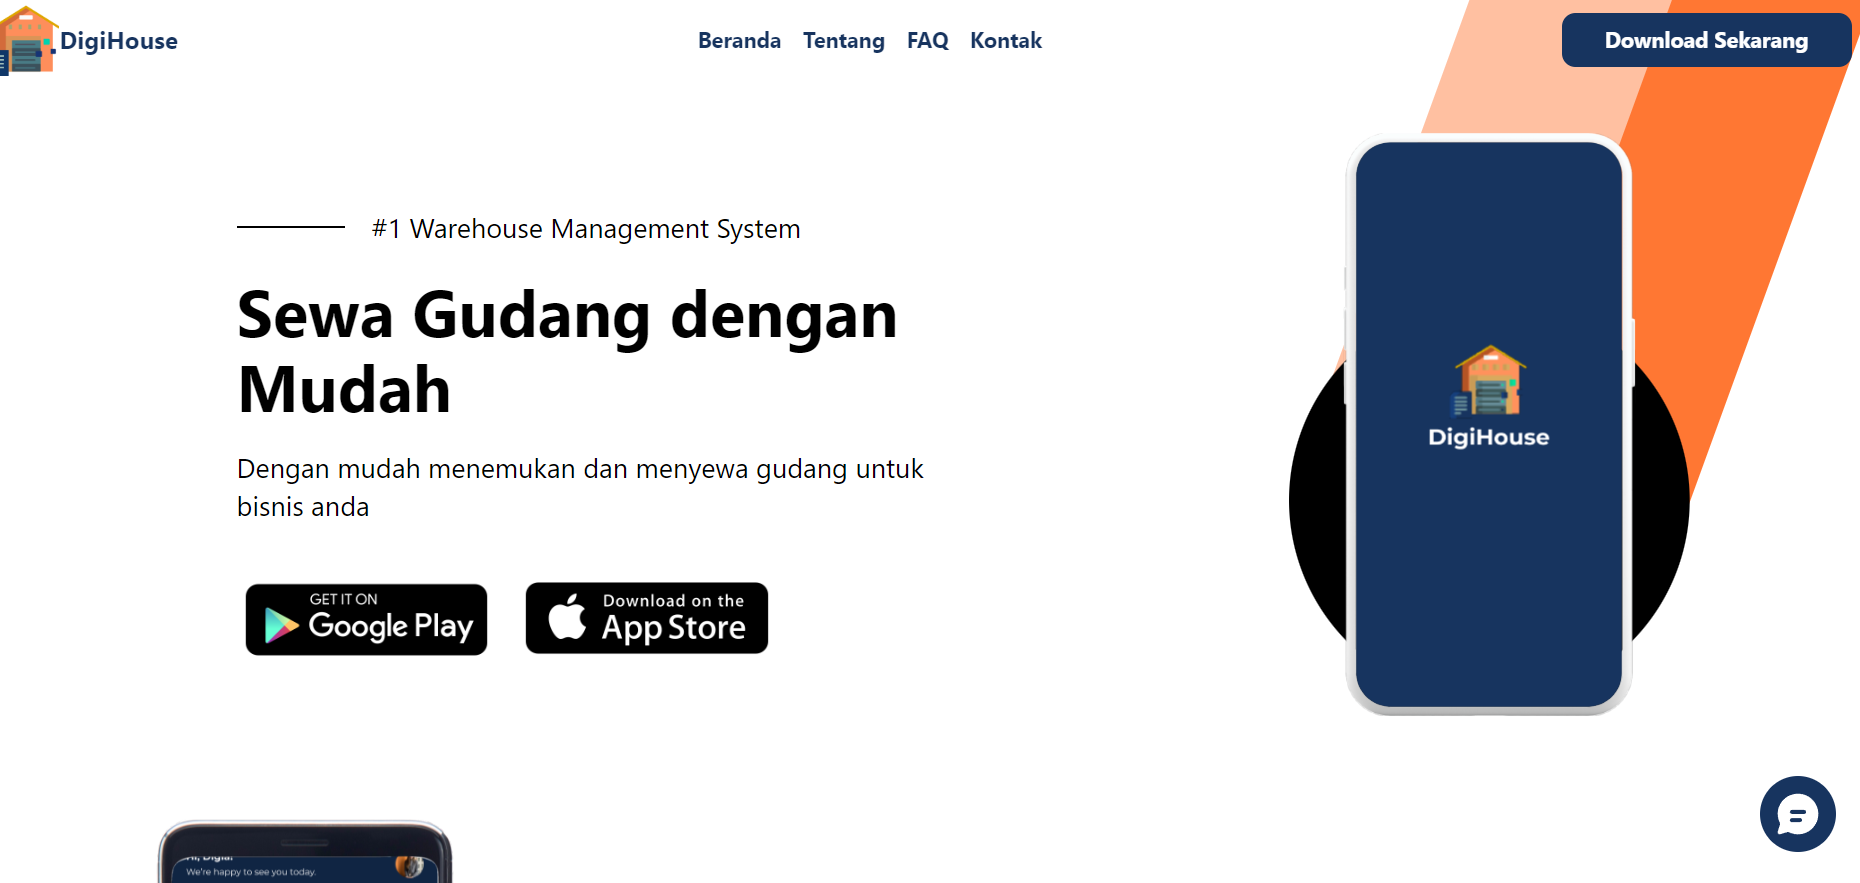 DigiHouse
Beranda Tentang FAQ Kontak
Download Sekarang
#1 Warehouse Management System
Sewa Gudang dengan
Mudah
Dengan mudah menemukan dan menyewa gudang untuk
bisnis anda
GET IT ON
Google Play
Download on the
App Store
DigiHouse
Hi, Digia!
We're happy to see you today.